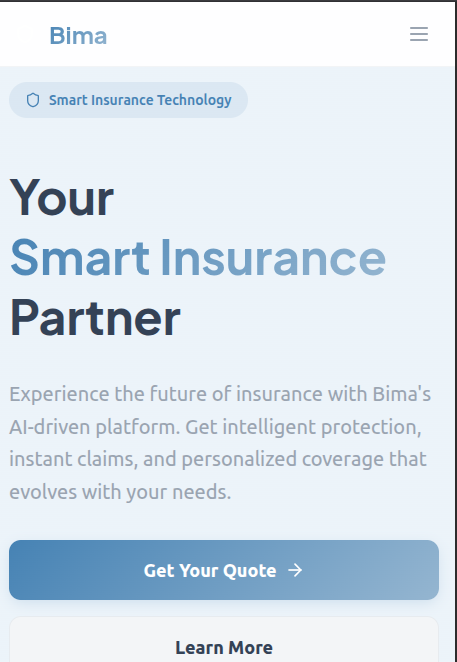 Bima
Smart Insurance Technology
Your
Smart Insurance
Partner
Experience the future of insurance with Bima's
AI-driven platform. Get intelligent protection,
instant claims, and personalized coverage that
evolves with your needs.
Get Your Quote →
Learn More